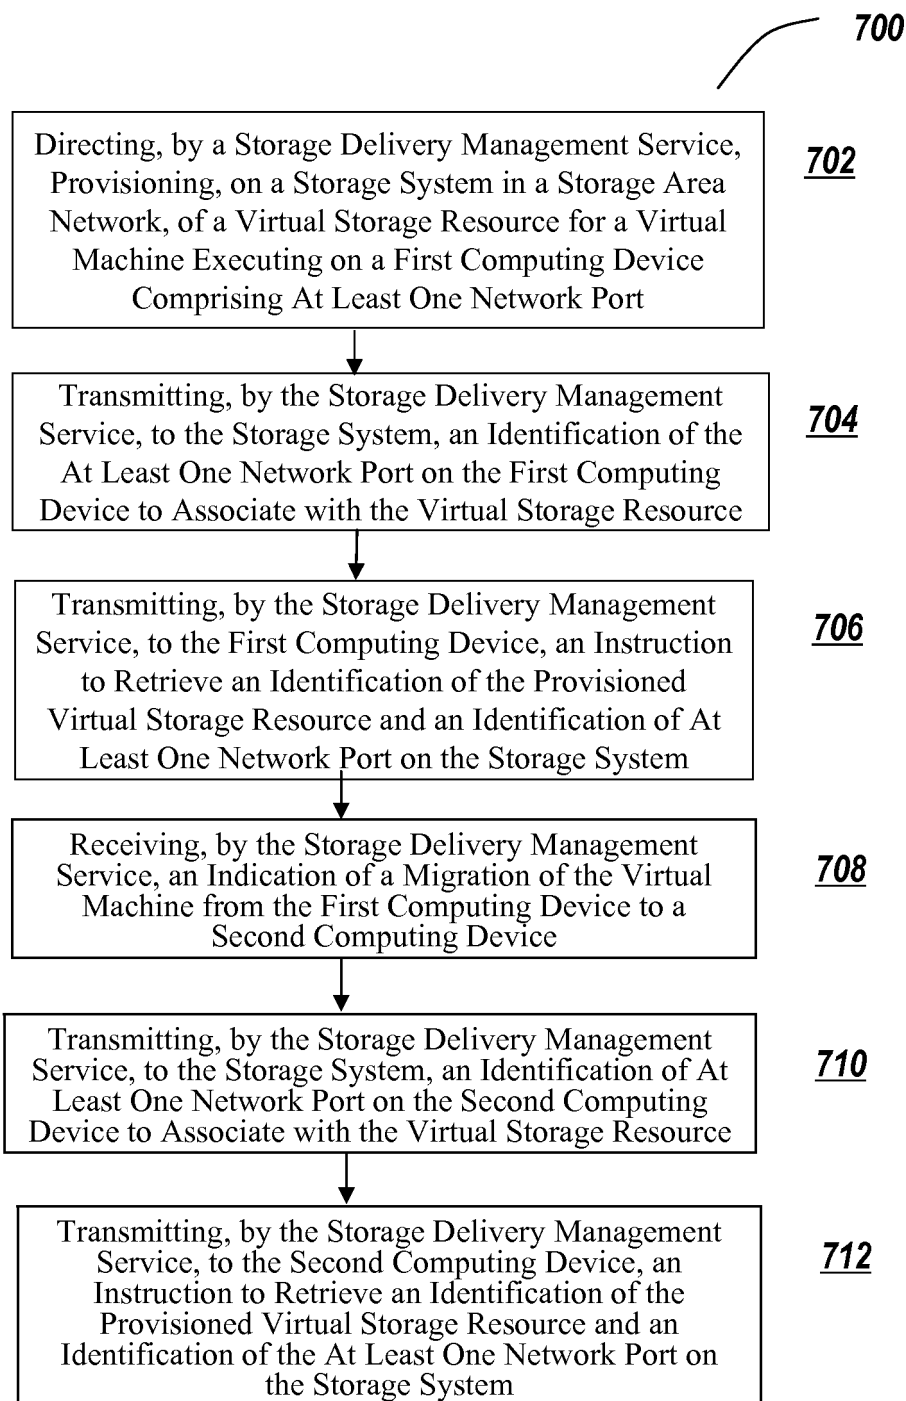 700
Directing, by a Storage Delivery Management Service,
Provisioning, on a Storage System in a Storage Area
Network, of a Virtual Storage Resource for a Virtual
Machine Executing on a First Computing Device
Comprising At Least One Network Port
702
Transmitting, by the Storage Delivery Management
Service, to the Storage System, an Identification of the
At Least One Network Port on the First Computing
Device to Associate with the Virtual Storage Resource
704
Transmitting, by the Storage Delivery Management
Service, to the First Computing Device, an Instruction
to Retrieve an Identification of the Provisioned
Virtual Storage Resource and an Identification of At
Least One Network Port on the Storage System
706
Receiving, by the Storage Delivery Management
Service, an Indication of a Migration of the Virtual
Machine from the First Computing Device to a
Second Computing Device
708
Transmitting, by the Storage Delivery Management
Service, to the Storage System, an Identification of At
Least One Network Port on the Second Computing
Device to Associate with the Virtual Storage Resource
710
Transmitting, by the Storage Delivery Management
Service, to the Second Computing Device, an
Instruction to Retrieve an Identification of the
Provisioned Virtual Storage Resource and an
Identification of the At Least One Network Port on
the Storage System
712